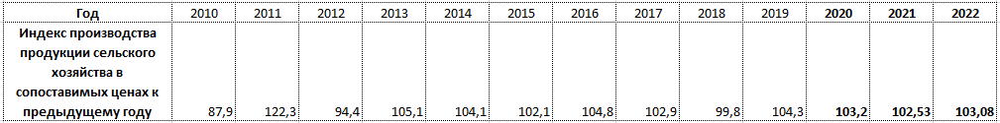 Год 2010 2011 2012 2013 2014 2015 2016 2017 2018 2019 2020 2021 2022
Индекс производства
продукции сельского
хозяйства в
сопоставимых ценах к
предыдущему году 87,9 122,3 94,4 105,1 104,1 102,1 104,8 102,9 99,8 104,3 103,2 102,53 103,08